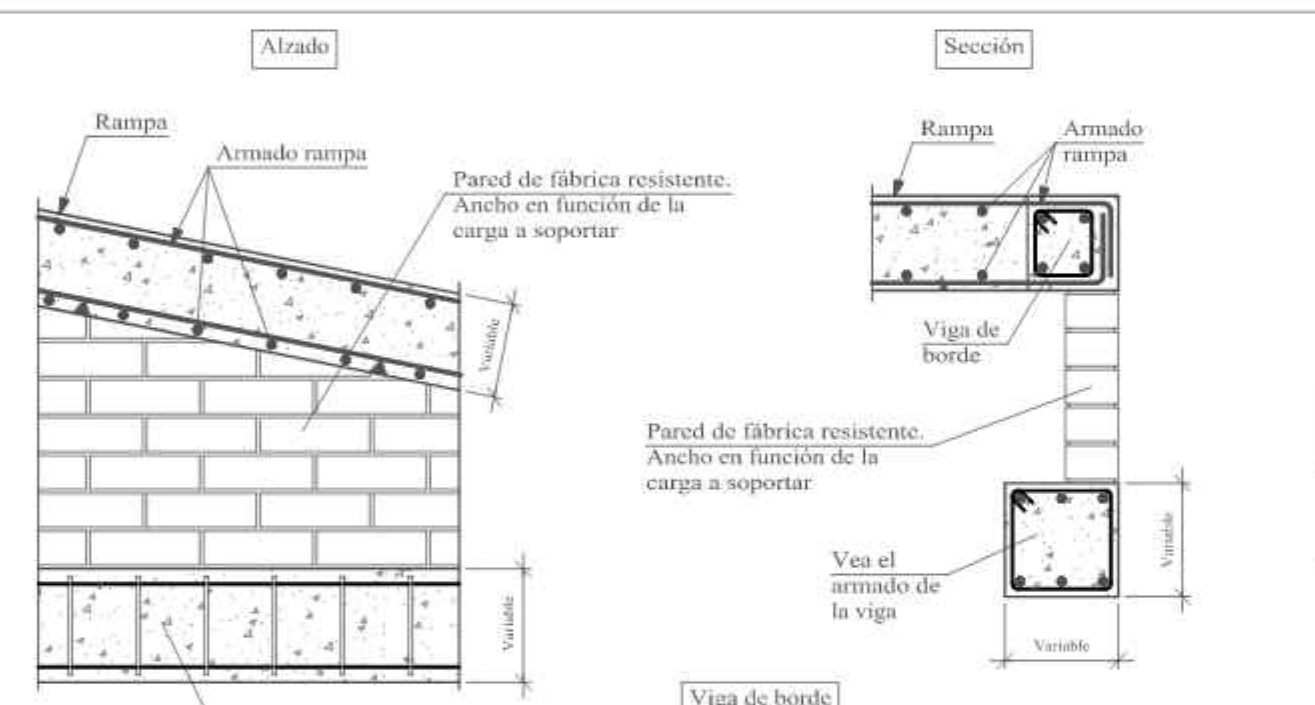 Alzado
Rampa
Armado rampa
Pared de fábrica resistente.
Ancho en función de la
carga a soportar
Variable
Variable
Sección
Rampa
Armado
rampa
Viga de
borde
Pared de fábrica resistente.
Ancho en función de la
carga a soportar
Vea el
armado de
la viga
Variable
Variable
Viga de borde